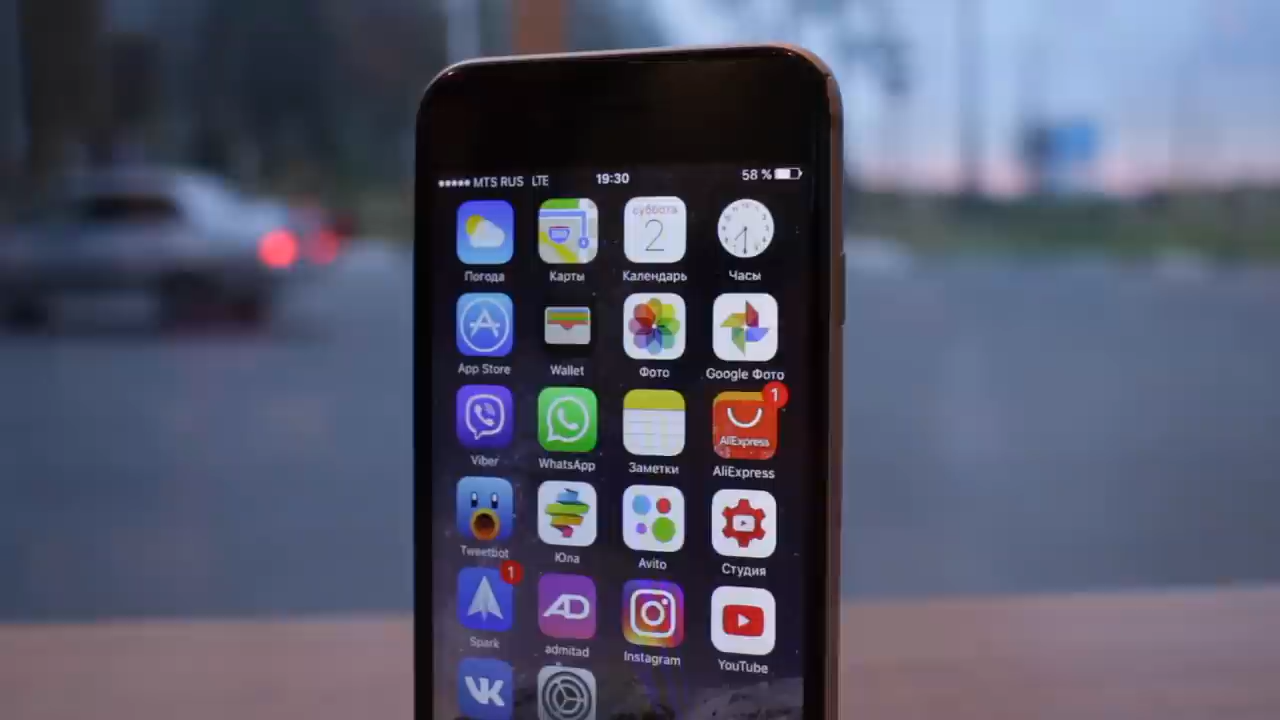 MTS RUS LTE 19:30 58 %
суббота
2
Погода Карты Календарь Часы
App Store Wallet Фото Google Фото
1
AliExpress
Viber WhatsApp Заметки AliExpress
Tweetbot Юла Avito Студия
1
AD
Spark admitad Instagram YouTube